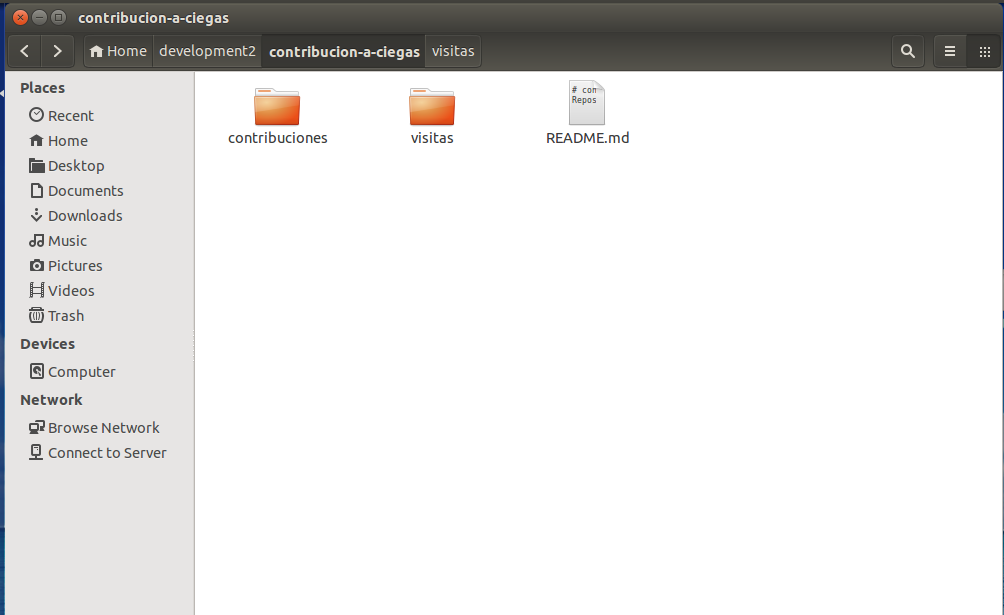 contribucion-a-ciegas
Home development2 contribucion-a-ciegas visitas
Places
Recent
Home
Desktop
Documents
Downloads
Music
Pictures
Videos
Trash
Devices
Computer
Network
Browse Network
Connect to Server
# con
Repos
contribuciones visitas README.md